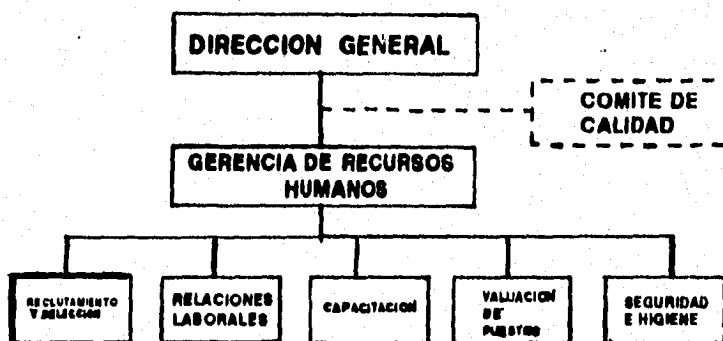 DIRECCION GENERAL
COMITE DE
CALIDAD
GERENCIA DE RECURSOS
HUMANOS
RECLUTAMIENTO
Y SELECCION
RELACIONES
LABORALES
CAPACITACION
VALUACION
DE
PUESTOS
SEGURIDAD
E HIGIENE